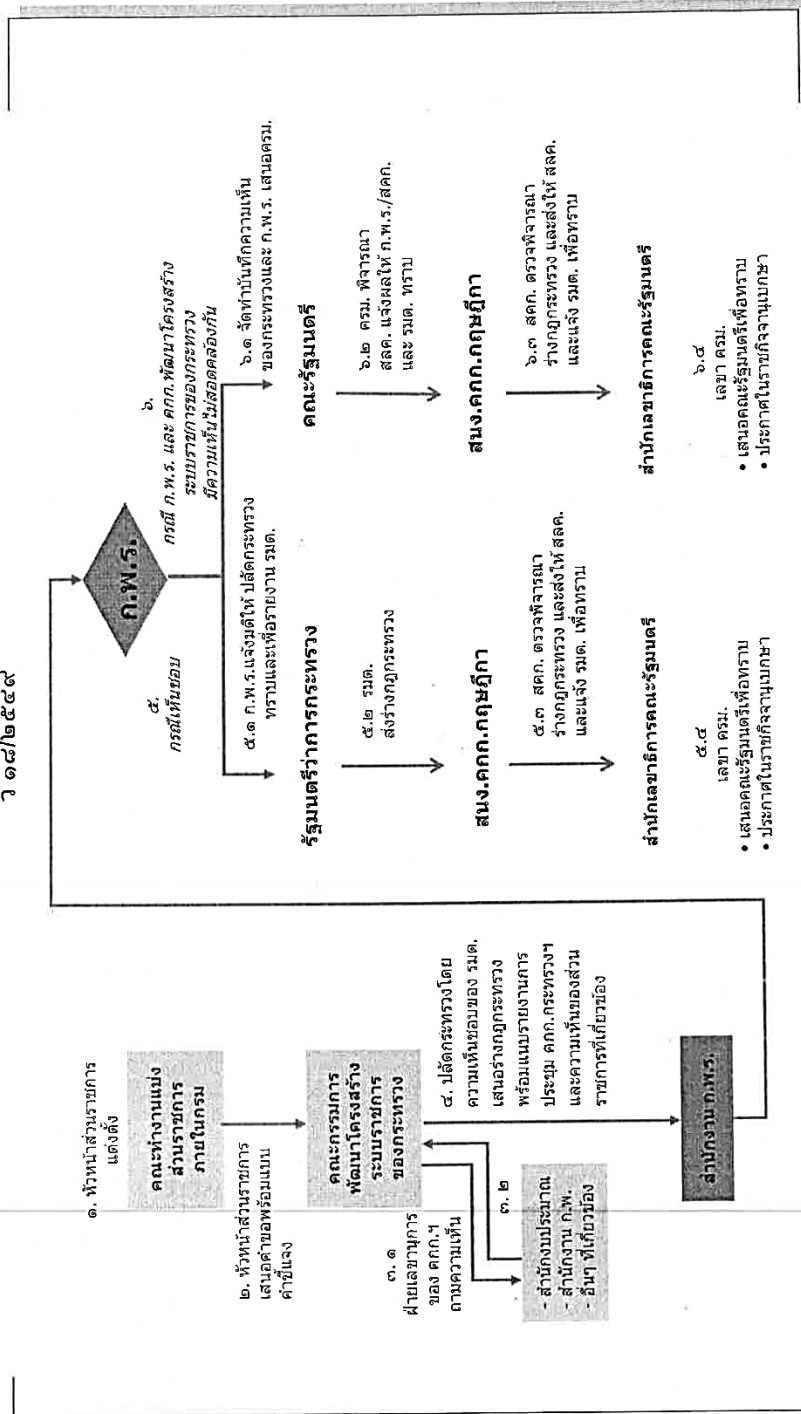 ว ๑๘/๒๕๔๙
๑. หัวหน้าส่วนราชการ
แต่งตั้ง
คณะทำงานแบ่ง
ส่วนราชการ
ภายในกรม
๒. หัวหน้าส่วนราชการ
เสนอคำขอพร้อมแบบ
คำชี้แจง
คณะกรรมการ
พัฒนาโครงสร้าง
ระบบราชการ
ของกระทรวง
๓. ๑
ฝ่ายเลขานุการ
ของ คกก.ฯ
ถามความเห็น
๓. ๒
- สำนักงบประมาณ
- สำนักงาน ก.พ.
- อื่นๆ ที่เกี่ยวข้อง
๔. ปลัดกระทรวงโดย
ความเห็นชอบของ รมต.
เสนอร่างกฎกระทรวง
พร้อมแนบรายงานการ
ประชุม คกก.กระทรวงฯ
และความเห็นของส่วน
ราชการที่เกี่ยวข้อง
สำนักงาน ก.พ.ร.
ก.พ.ร.
๕.
กรณีเห็นชอบ
๕.๑ ก.พ.ร.แจ้งมติให้ ปลัดกระทรวง
ทราบและเพื่อรายงาน รมต.
รัฐมนตรีว่าการกระทรวง
๕.๒ รมต.
ส่งร่างกฎกระทรวง
สนง.คกก.กฤษฎีกา
๕.๓ สคก. ตรวจพิจารณา
ร่างกฎกระทรวง และส่งให้ สลค.
และแจ้ง รมต. เพื่อทราบ
สำนักเลขาธิการคณะรัฐมนตรี
๕.๔
เลขา ครม.
• เสนอคณะรัฐมนตรีเพื่อทราบ
• ประกาศในราชกิจจานุเบกษา
๖.
กรณี ก.พ.ร. และ คกก.พัฒนาโครงสร้าง
ระบบราชการของกระทรวง
มีความเห็นไม่สอดคล้องกัน
๖.๑ จัดทำบันทึกความเห็น
ของกระทรวงและ ก.พ.ร. เสนอครม.
คณะรัฐมนตรี
๖.๒ ครม. พิจารณา
สลค. แจ้งผลให้ ก.พ.ร./สคก.
และ รมต. ทราบ
สนง.คกก.กฤษฎีกา
๖.๓ สคก. ตรวจพิจารณา
ร่างกฎกระทรวง และส่งให้ สลค.
และแจ้ง รมต. เพื่อทราบ
สำนักเลขาธิการคณะรัฐมนตรี
๖.๔
เลขา ครม.
• เสนอคณะรัฐมนตรีเพื่อทราบ
• ประกาศในราชกิจจานุเบกษา